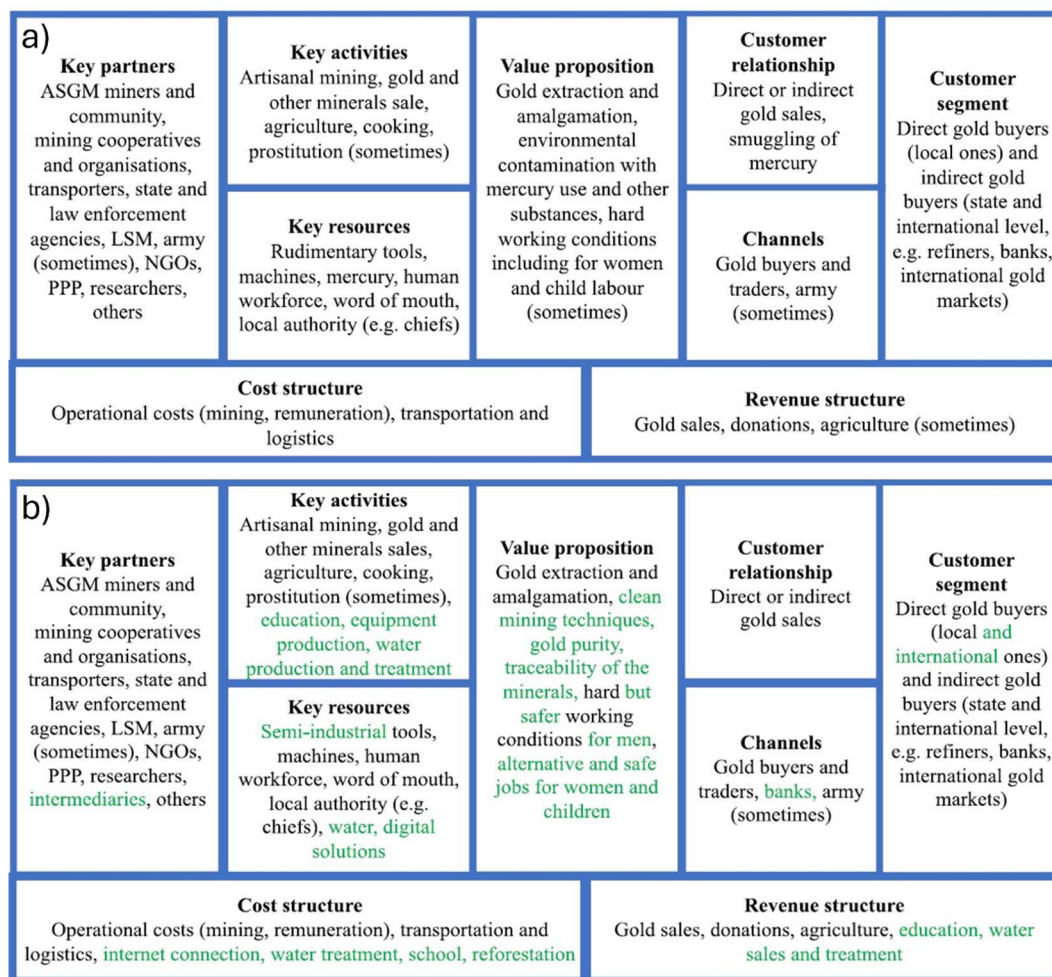 a)
Key partners
ASGM miners and
community,
mining cooperatives
and organisations,
transporters, state and
law enforcement
agencies, LSM, army
(sometimes), NGOs,
PPP, researchers,
others
Key activities
Artisanal mining, gold and
other minerals sale,
agriculture, cooking,
prostitution (sometimes)
Key resources
Rudimentary tools,
machines, mercury, human
workforce, word of mouth,
local authority (e.g. chiefs)
Value proposition
Gold extraction and
amalgamation,
environmental
contamination with
mercury use and other
substances, hard
working conditions
including for women
and child labour
(sometimes)
Customer
relationship
Direct or indirect
gold sales,
smuggling of
mercury
Channels
Gold buyers and
traders, army
(sometimes)
Customer
segment
Direct gold buyers
(local ones) and
indirect gold
buyers (state and
international level,
e.g. refiners, banks,
international gold
markets)
Cost structure
Operational costs (mining, remuneration), transportation and
logistics
Revenue structure
Gold sales, donations, agriculture (sometimes)
b)
Key partners
ASGM miners and
community,
mining cooperatives
and organisations,
transporters, state and
law enforcement
agencies, LSM, army
(sometimes), NGOs,
PPP, researchers,
intermediaries, others
Key activities
Artisanal mining, gold and
other minerals sales,
agriculture, cooking,
prostitution (sometimes),
education, equipment
production, water
production and treatment
Key resources
Semi-industrial tools,
machines, human
workforce, word of mouth,
local authority (e.g.
chiefs), water, digital
solutions
Value proposition
Gold extraction and
amalgamation, clean
mining techniques,
gold purity,
traceability of the
minerals, hard but
safer working
conditions for men,
alternative and safe
jobs for women and
children
Customer
relationship
Direct or indirect
gold sales
Channels
Gold buyers and
traders, banks, army
(sometimes)
Customer
segment
Direct gold buyers
(local and
international ones)
and indirect gold
buyers (state and
international level,
e.g. refiners, banks,
international gold
markets)
Cost structure
Operational costs (mining, remuneration), transportation and
logistics, internet connection, water treatment, school, reforestation
Revenue structure
Gold sales, donations, agriculture, education, water
sales and treatment